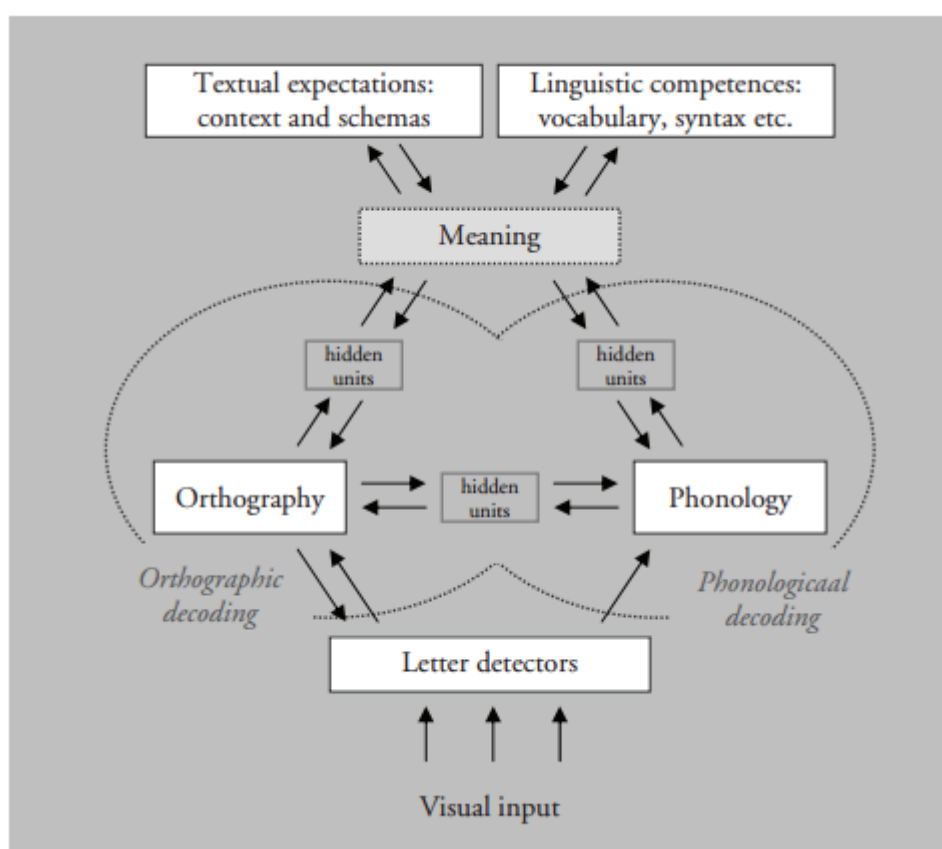 Textual expectations:
context and schemas
Linguistic competences:
vocabulary, syntax etc.
Meaning
hidden
units
hidden
units
Orthography
hidden
units
Phonology
Orthographic
decoding
Phonologicaal
decoding
Letter detectors
Visual input